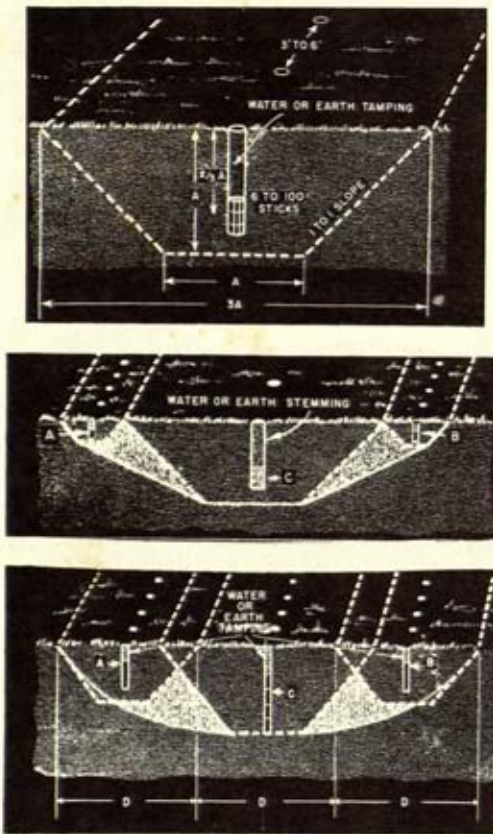 3' TO 6'
WATER OR EARTH TAMPING
2/3 A
A
6 TO 100
STICKS
1 TO 1 SLOPE
A
3A
WATER OR EARTH STEMMING
A
B
C
WATER
OR
EARTH
TAMPING
A
B
C
D
D
D